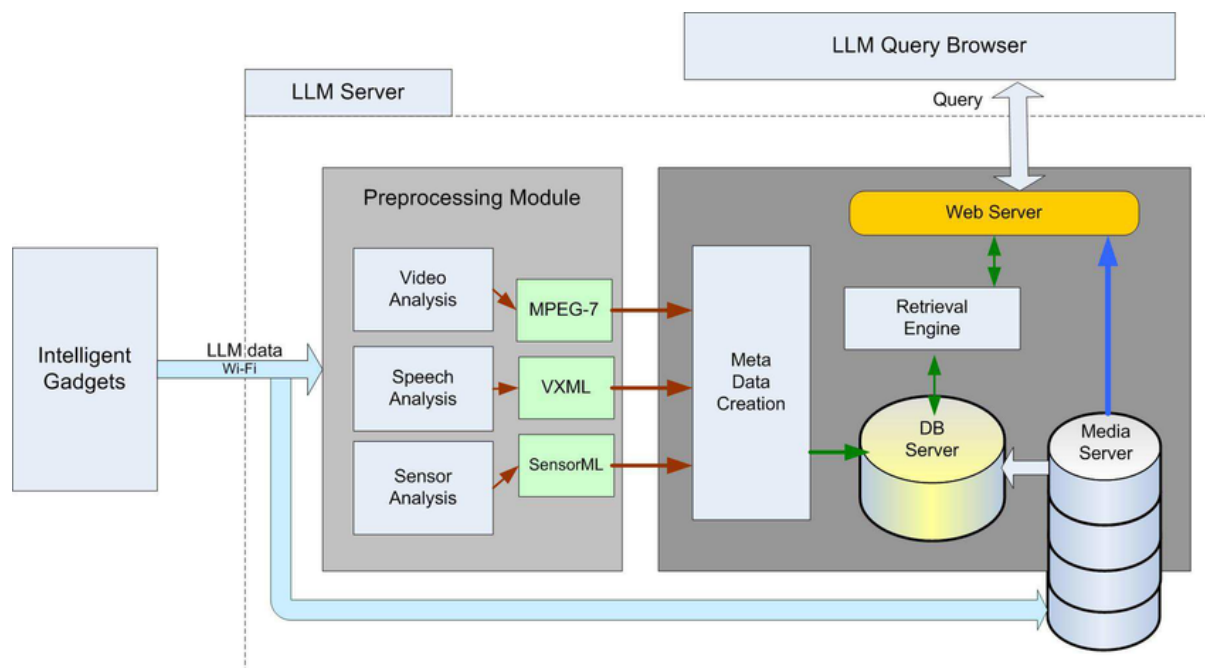 LLM Query Browser
LLM Server
Query
Preprocessing Module
Web Server
Video
Analysis
MPEG-7
Retrieval
Engine
Intelligent
Gadgets
LLM data
Wi-Fi
Speech
Analysis
VXML
Meta
Data
Creation
DB
Server
Media
Server
Sensor
Analysis
SensorML